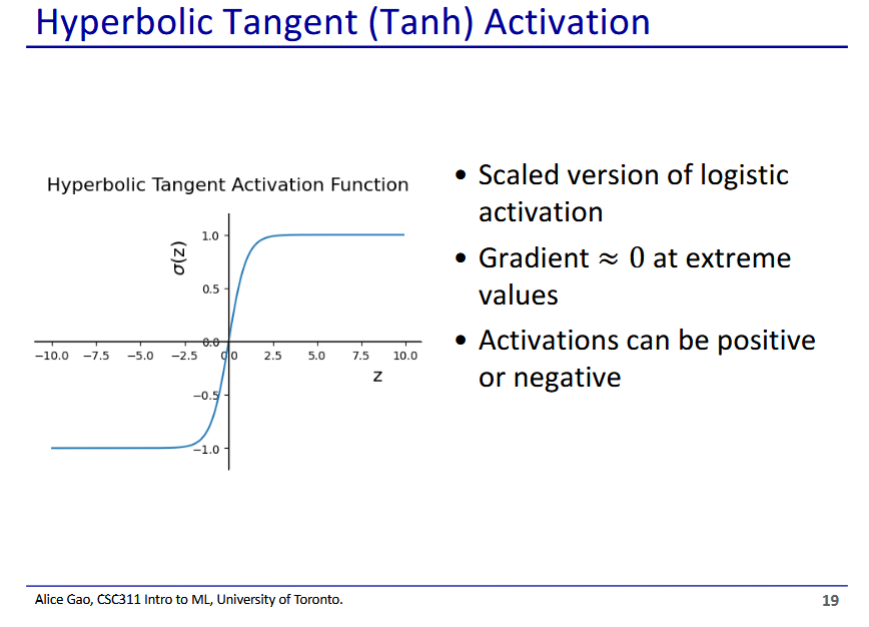 Hyperbolic Tangent (Tanh) Activation
Hyperbolic Tangent Activation Function
σ(z)
1.0
0.5
0.0
−10.0 −7.5 −5.0 −2.5 0.0 2.5 5.0 7.5 10.0
z
−0.5
−1.0
• Scaled version of logistic
activation
• Gradient ≈ 0 at extreme
values
• Activations can be positive
or negative
Alice Gao, CSC311 Intro to ML, University of Toronto.
19